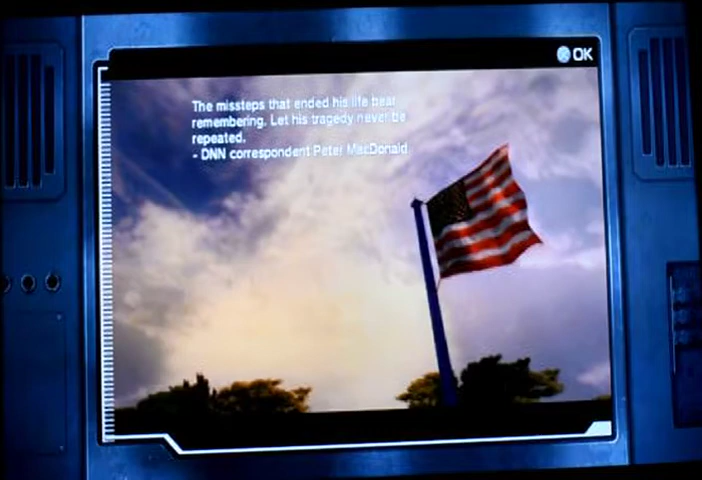 OK
The missteps that ended his life bear
remembering. Let his tragedy never be
repeated.
- DNN correspondent Peter MacDonald